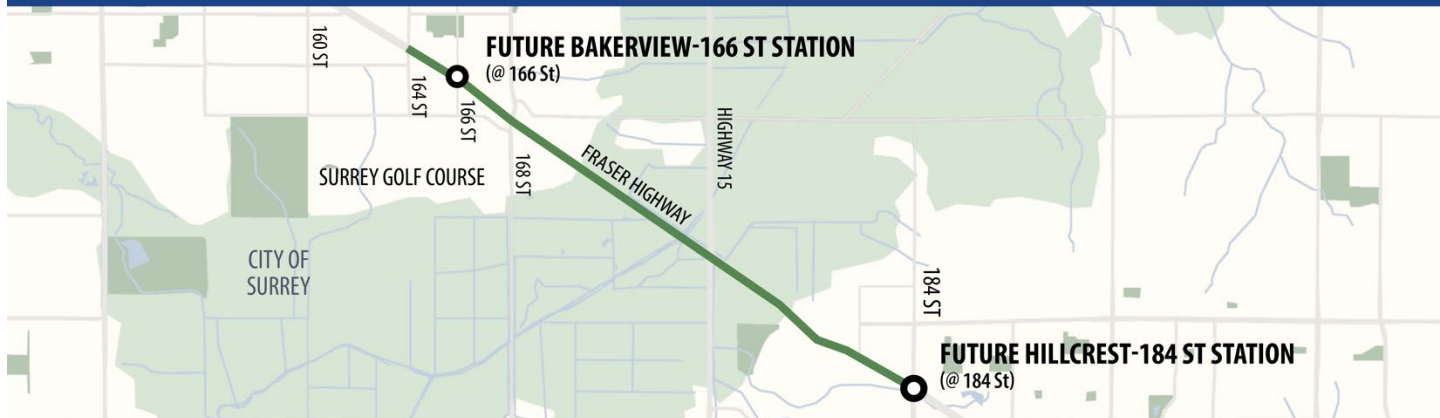 160 ST
FUTURE BAKERVIEW-166 ST STATION
(@ 166 St)
164 ST
166 ST
HIGHWAY 15
168 ST
FRASER HIGHWAY
SURREY GOLF COURSE
CITY OF
SURREY
184 ST
FUTURE HILLCREST-184 ST STATION
(@ 184 St)